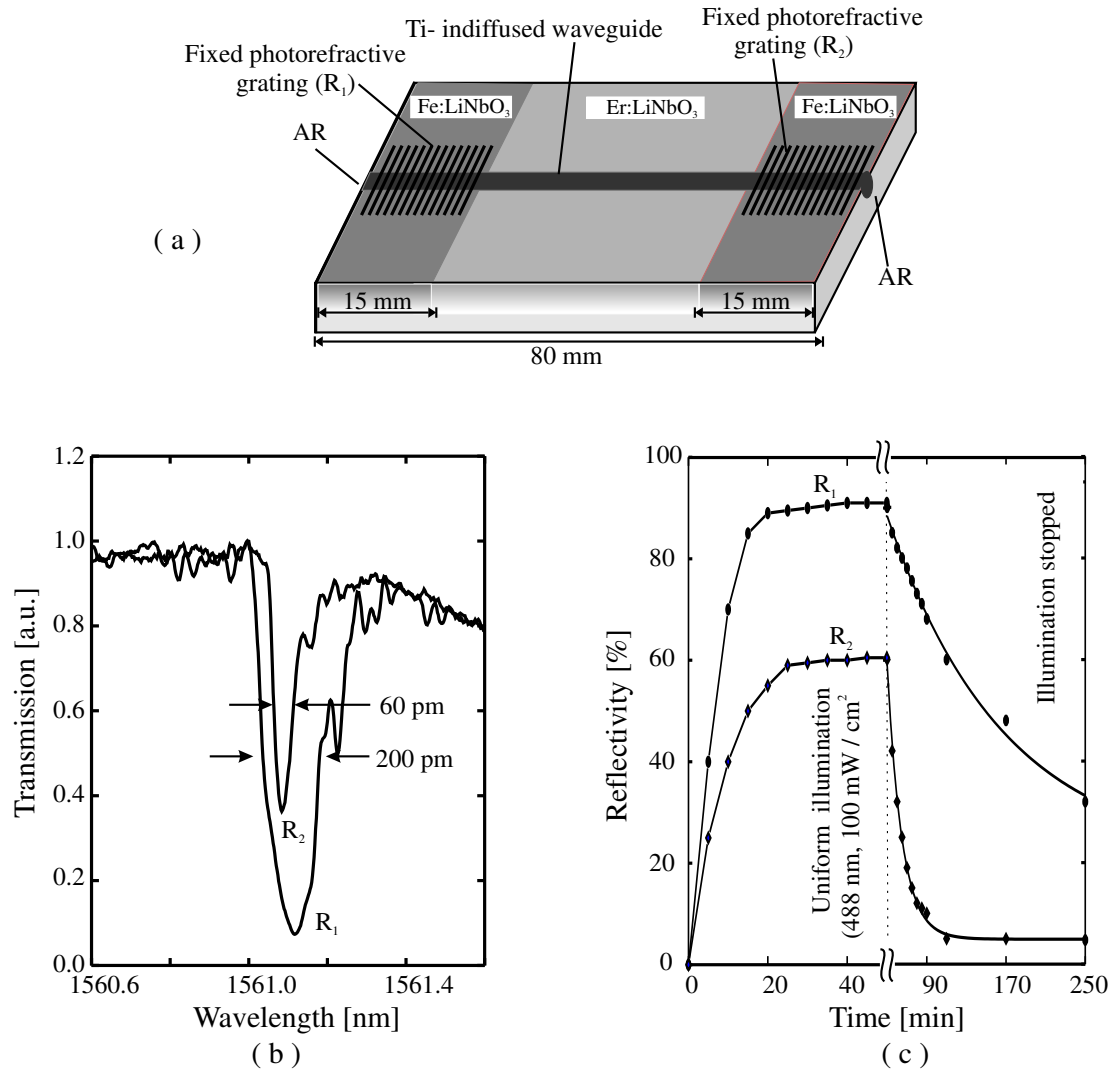 Fixed photorefractive
grating (R₁)
Ti- indiffused waveguide
Fixed photorefractive
grating (R₂)
Fe:LiNbO₃
Er:LiNbO₃
Fe:LiNbO₃
AR
AR
( a )
15 mm
15 mm
80 mm
Transmission [a.u.]
1.2
1.0
0.8
0.6
0.4
0.2
0.0
60 pm
200 pm
R₂
R₁
1560.6
1561.0
1561.4
Wavelength [nm]
( b )
Reflectivity [%]
100
80
60
40
20
0
R₁
R₂
Uniform illumination
(488 nm, 100 mW / cm²
Illumination stopped
0
20
40
90
170
250
Time [min]
( c )